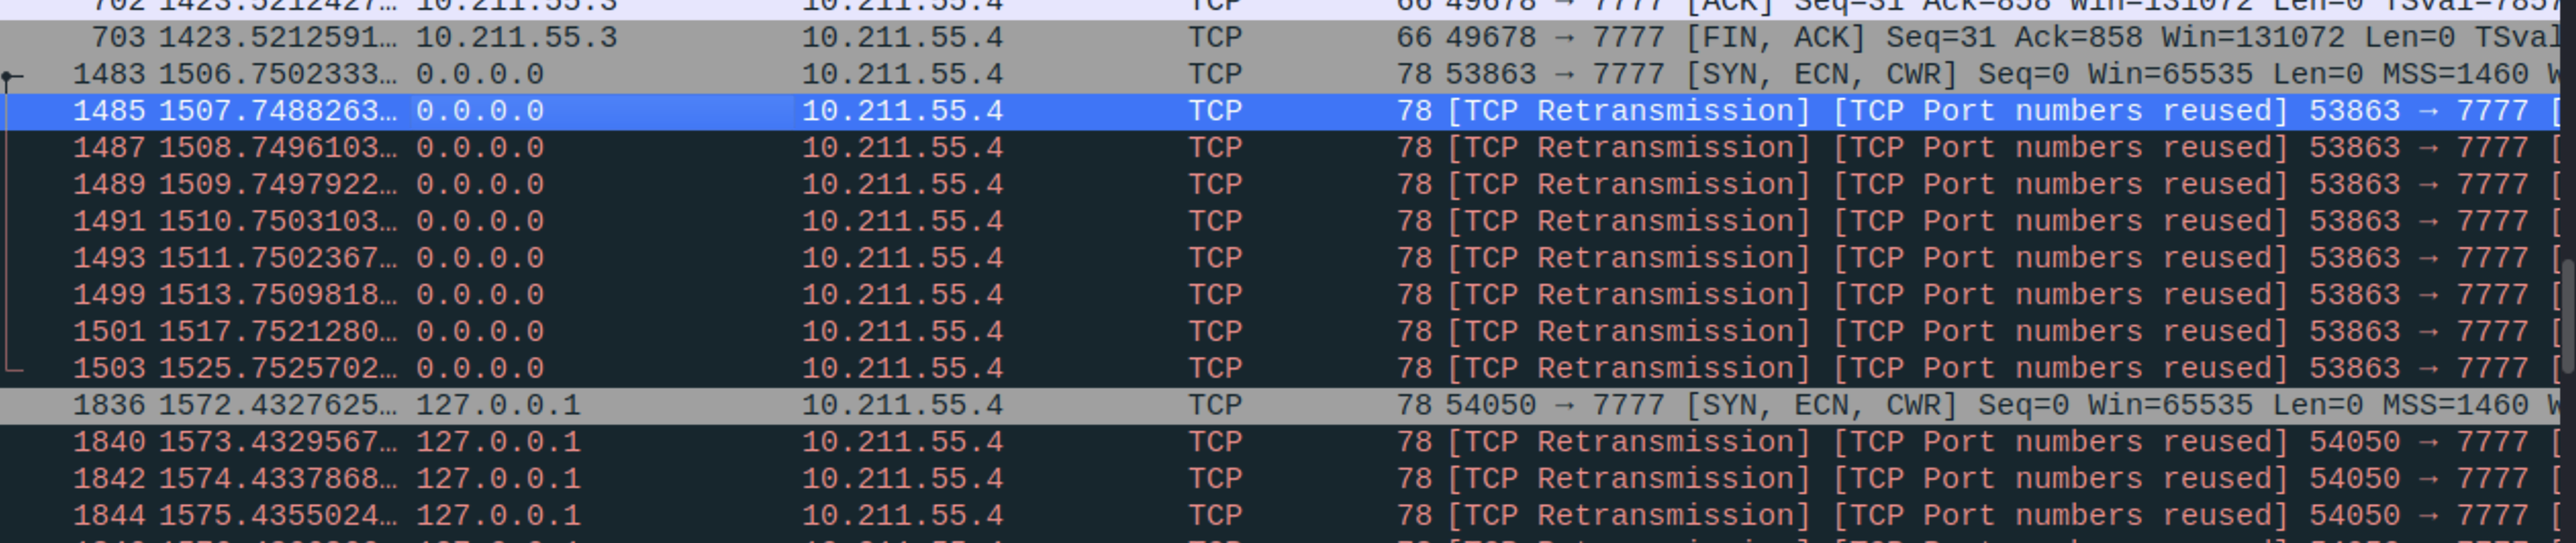 702 1423.5212427… 10.211.55.3 10.211.55.4 TCP 66 49678 → 7777 [ACK] Seq=31 Ack=858 Win=131072 Len=0 TSval=7857
703 1423.5212591… 10.211.55.3 10.211.55.4 TCP 66 49678 → 7777 [FIN, ACK] Seq=31 Ack=858 Win=131072 Len=0 TSval
1483 1506.7502333… 0.0.0.0 10.211.55.4 TCP 78 53863 → 7777 [SYN, ECN, CWR] Seq=0 Win=65535 Len=0 MSS=1460 W
1485 1507.7488263… 0.0.0.0 10.211.55.4 TCP 78 [TCP Retransmission] [TCP Port numbers reused] 53863 → 7777 [
1487 1508.7496103… 0.0.0.0 10.211.55.4 TCP 78 [TCP Retransmission] [TCP Port numbers reused] 53863 → 7777 [
1489 1509.7497922… 0.0.0.0 10.211.55.4 TCP 78 [TCP Retransmission] [TCP Port numbers reused] 53863 → 7777 [
1491 1510.7503103… 0.0.0.0 10.211.55.4 TCP 78 [TCP Retransmission] [TCP Port numbers reused] 53863 → 7777 [
1493 1511.7502367… 0.0.0.0 10.211.55.4 TCP 78 [TCP Retransmission] [TCP Port numbers reused] 53863 → 7777 [
1499 1513.7509818… 0.0.0.0 10.211.55.4 TCP 78 [TCP Retransmission] [TCP Port numbers reused] 53863 → 7777 [
1501 1517.7521280… 0.0.0.0 10.211.55.4 TCP 78 [TCP Retransmission] [TCP Port numbers reused] 53863 → 7777 [
1503 1525.7525702… 0.0.0.0 10.211.55.4 TCP 78 [TCP Retransmission] [TCP Port numbers reused] 53863 → 7777 [
1836 1572.4327625… 127.0.0.1 10.211.55.4 TCP 78 54050 → 7777 [SYN, ECN, CWR] Seq=0 Win=65535 Len=0 MSS=1460 W
1840 1573.4329567… 127.0.0.1 10.211.55.4 TCP 78 [TCP Retransmission] [TCP Port numbers reused] 54050 → 7777 [
1842 1574.4337868… 127.0.0.1 10.211.55.4 TCP 78 [TCP Retransmission] [TCP Port numbers reused] 54050 → 7777 [
1844 1575.4355024… 127.0.0.1 10.211.55.4 TCP 78 [TCP Retransmission] [TCP Port numbers reused] 54050 → 7777 [